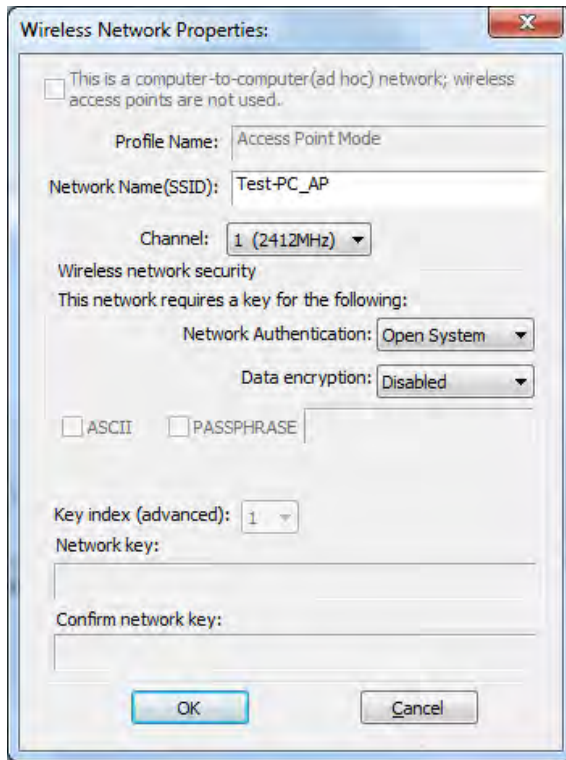 Wireless Network Properties:
This is a computer-to-computer(ad hoc) network; wireless
access points are not used.
Profile Name: Access Point Mode
Network Name(SSID): Test-PC_AP
Channel: 1 (2412MHz)
Wireless network security
This network requires a key for the following:
Network Authentication: Open System
Data encryption: Disabled
ASCII PASSPHRASE
Key index (advanced): 1
Network key:
Confirm network key:
OK Cancel